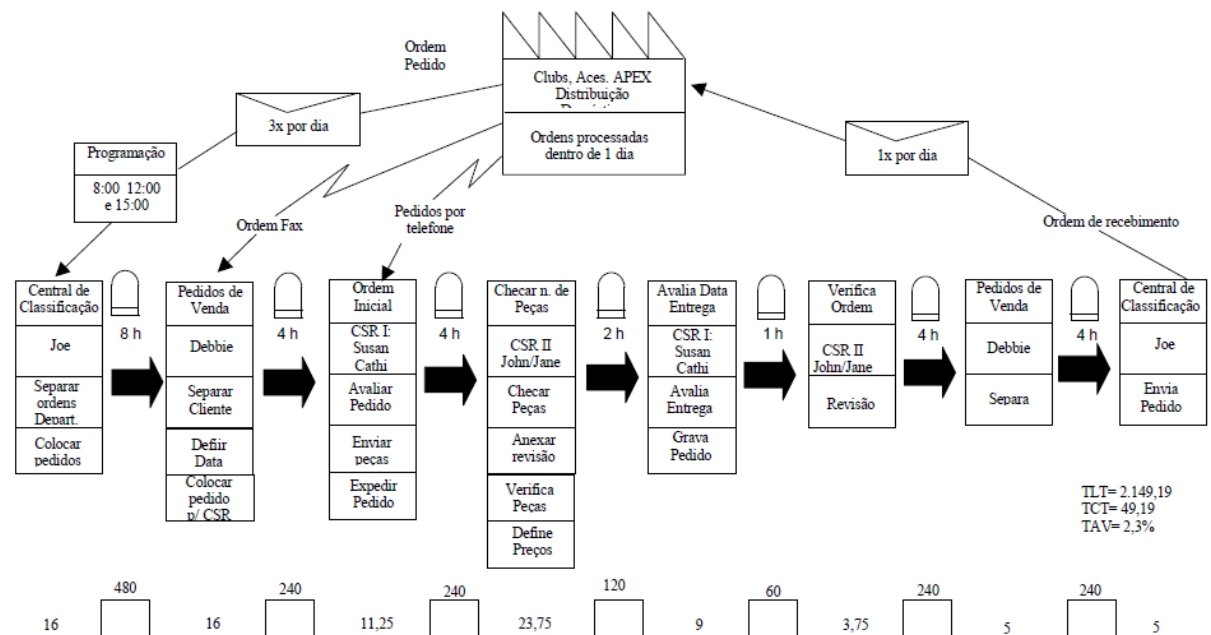 Ordem
Pedido
Clubs, Aces. APEX
Distribuição
Ordens processadas
dentro de 1 dia
3x por dia
1x por dia
Programação
8:00 12:00
e 15:00
Ordem Fax
Pedidos por
telefone
Ordem de recebimento
Central de
Classificação
Joe
Separar
ordens
Depart.
Colocar
pedidos
8 h
Pedidos de
Venda
Debbie
Separar
Cliente
Defiir
Data
Colocar
pedido
p/ CSR
4 h
Ordem
Inicial
CSR I:
Susan
Cathi
Avaliar
Pedido
Enviar
peças
Expedir
Pedido
4 h
Checar n. de
Peças
CSR II
John/Jane
Checar
Peças
Anexar
revisão
Verifica
Peças
Define
Preços
2 h
Avalia Data
Entrega
CSR I:
Susan
Cathi
Avalia
Entrega
Grava
Pedido
1 h
Verifica
Ordem
CSR II
John/Jane
Revisão
4 h
Pedidos de
Venda
Debbie
Separa
4 h
Central de
Classificação
Joe
Envia
Pedido
TLT= 2.149,19
TCT= 49,19
TAV= 2,3%
480
240
240
120
60
240
240
16
16
11,25
23,75
9
3,75
5
5